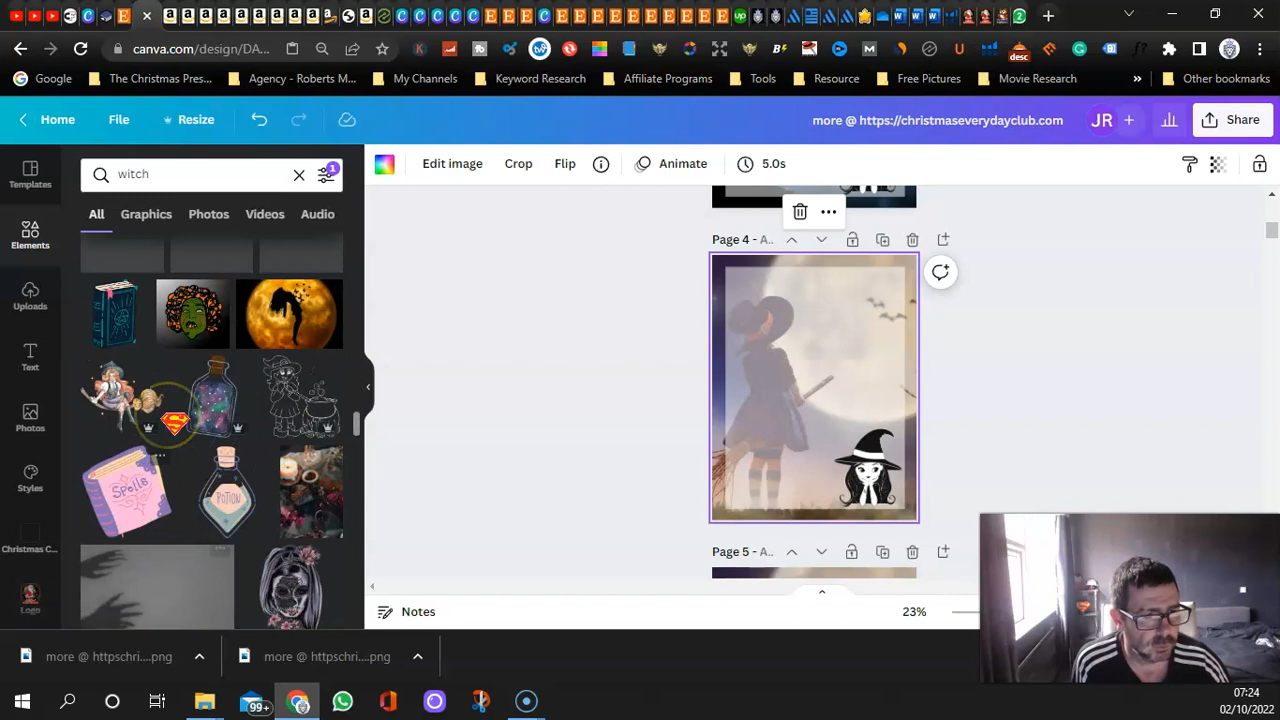 canva.com/design/DA...
Google
The Christmas Pres...
Agency - Roberts M...
My Channels
Keyword Research
Affiliate Programs
Tools
Resource
Free Pictures
Movie Research
Other bookmarks
Home
File
Resize
more @ https://christmaseverydayclub.com
JR
Share
Templates
witch
1
Edit image
Crop
Flip
Animate
5.0s
Elements
All
Graphics
Photos
Videos
Audio
Page 4 - A..
Uploads
Text
Photos
Spells
POTION
Styles
Page 5 - A..
Christmas C...
Logo
Notes
23%
more @ httpschri....png
more @ httpschri....png
99+
07:24
02/10/2022